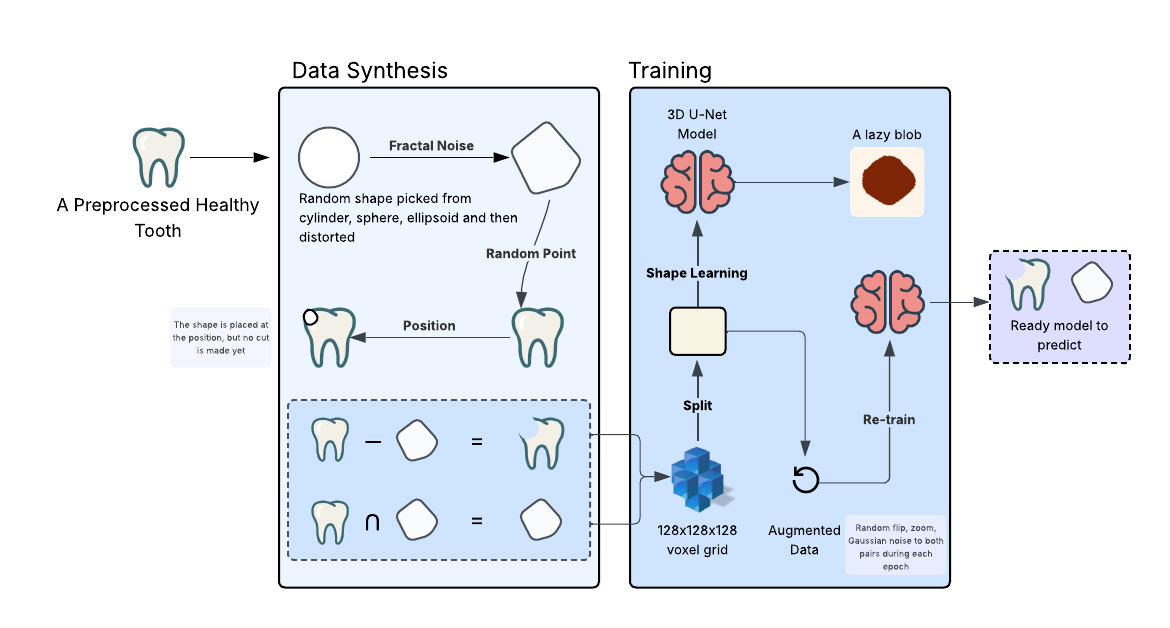 Data Synthesis
Training
A Preprocessed Healthy
Tooth
Fractal Noise
Random shape picked from
cylinder, sphere, ellipsoid and then
distorted
Random Point
Position
The shape is placed at
the position, but no cut
is made yet
− =
∩ =
3D U-Net
Model
A lazy blob
Shape Learning
Split
128x128x128
voxel grid
Augmented
Data
Re-train
Random flip, zoom,
Gaussian noise to both
pairs during each
epoch
Ready model to
predict